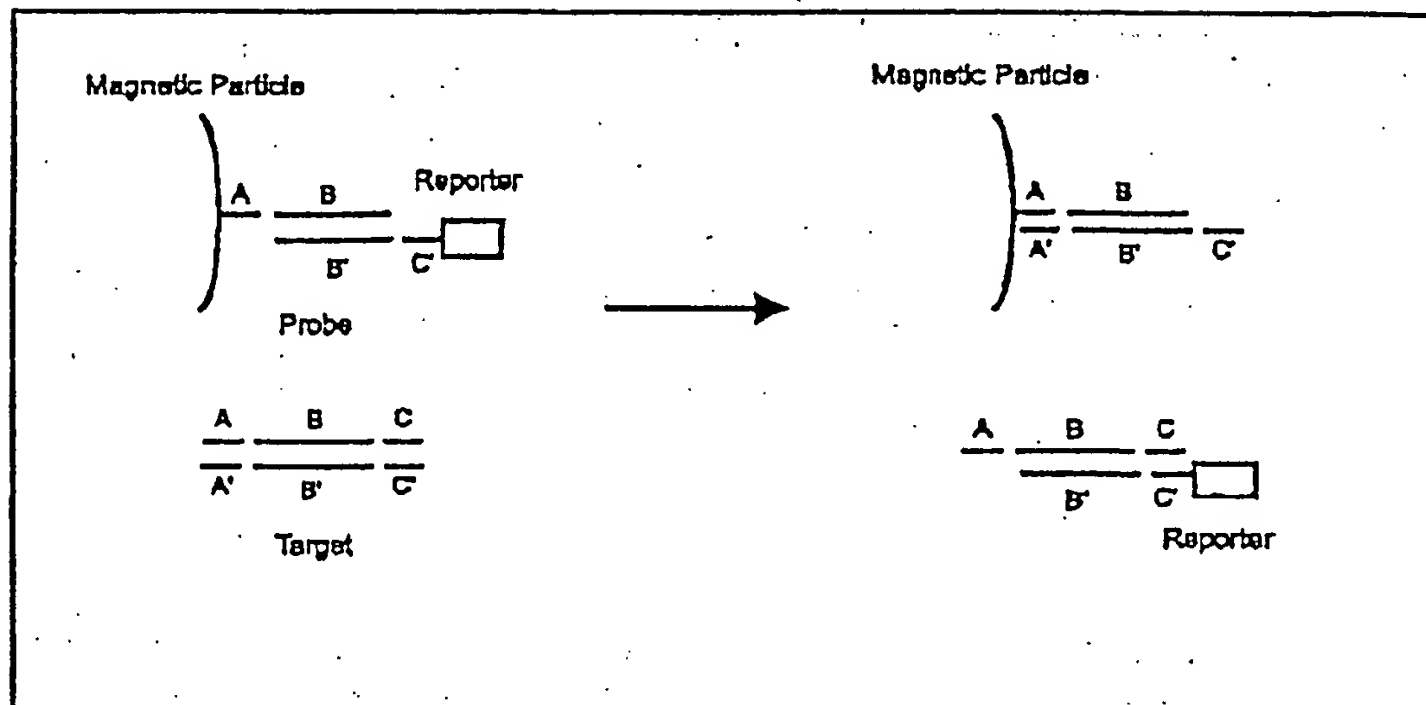 Magnetic Particle
A B Reporter
B' C'
Probe
A B C
A' B' C'
Target
Magnetic Particle
A B
A' B' C'
A B C
B' C'
Reporter